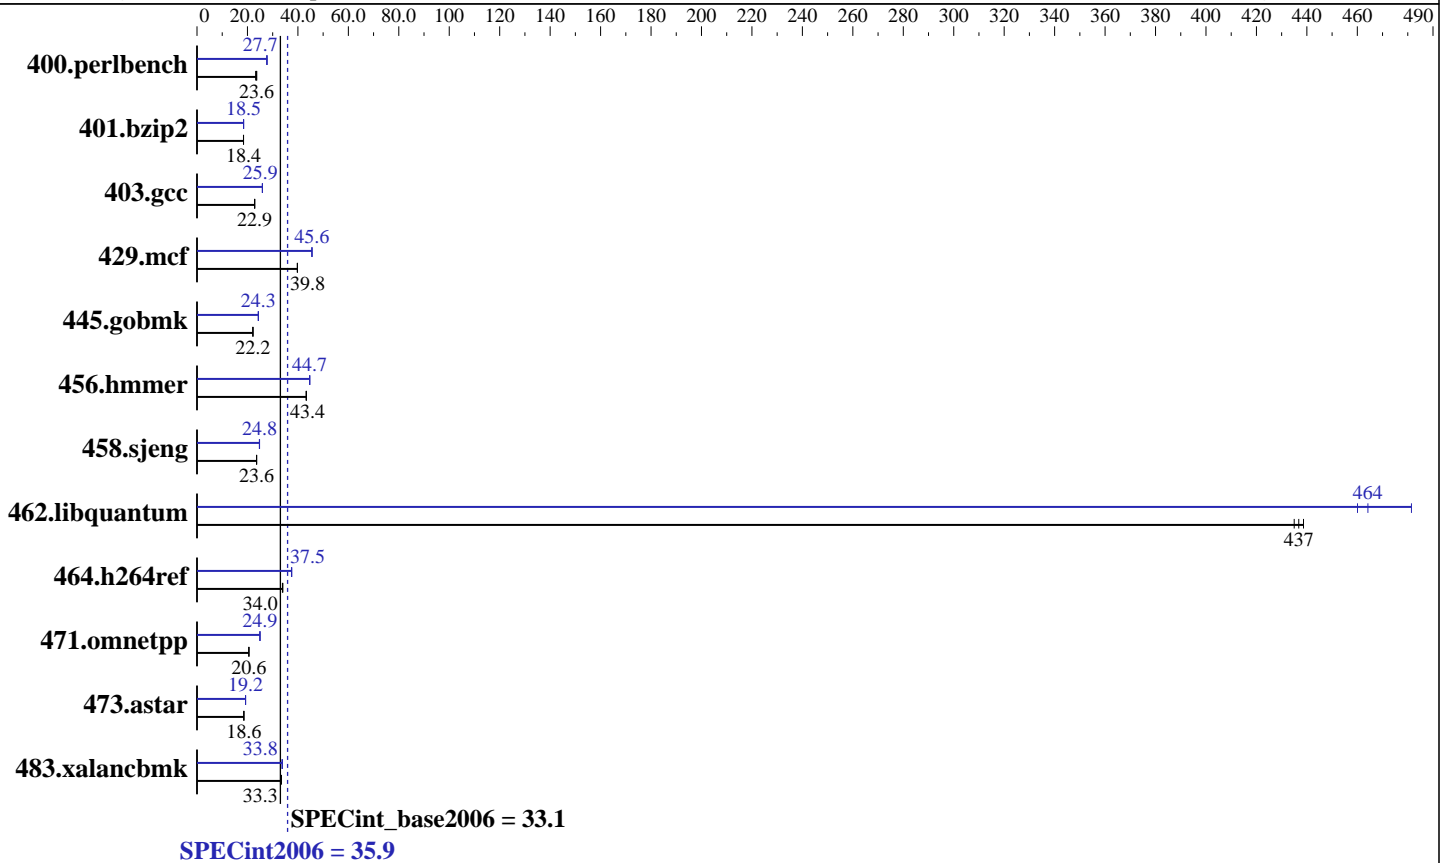 0 20.0 40.0 60.0 80.0 100 120 140 160 180 200 220 240 260 280 300 320 340 360 380 400 420 440 460 490
27.7
400.perlbench
23.6
18.5
401.bzip2
18.4
25.9
403.gcc
22.9
45.6
429.mcf
39.8
24.3
445.gobmk
22.2
44.7
456.hmmer
43.4
24.8
458.sjeng
23.6
464
462.libquantum
437
37.5
464.h264ref
34.0
24.9
471.omnetpp
20.6
19.2
473.astar
18.6
33.8
483.xalancbmk
33.3
SPECint_base2006 = 33.1
SPECint2006 = 35.9